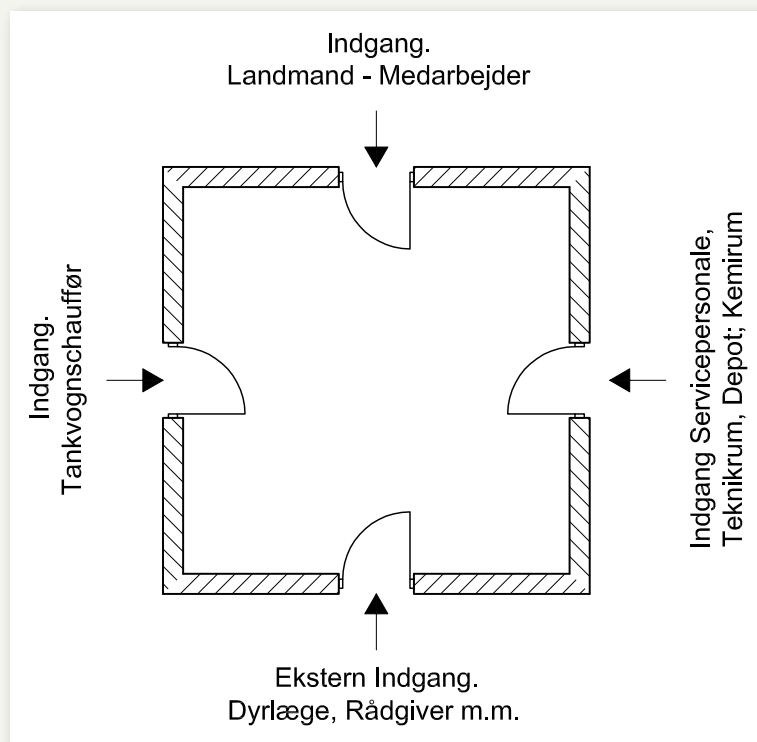 Indgang.
Landmand - Medarbejder
Indgang.
Tankvognschauffør
Indgang Servicepersonale,
Teknikrum, Depot; Kemirum
Ekstern Indgang.
Dyrlæge, Rådgiver m.m.